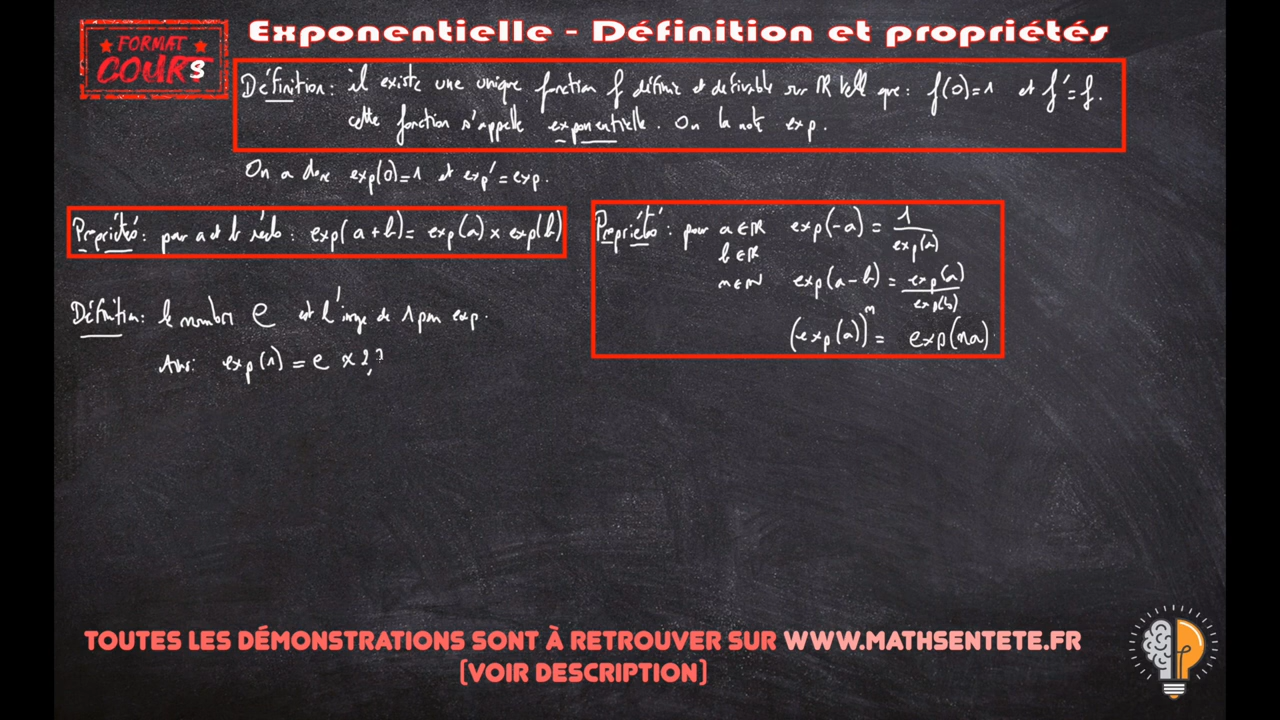 FORMAT
COURS
Exponentielle - Définition et propriétés
Définition: il existe une unique fonction f définie et dérivable sur ℝ telle que: f(0)=1 et f'=f.
cette fonction s'appelle exponentielle. On la note exp.
On a donc exp(0)=1 et exp'=exp.
Propriétés: pour a et b réels: exp(a+b)= exp(a) × exp(b)
Propriétés: pour a∈ℝ exp(-a) = 1/exp(a)
b∈ℝ
n∈ℕ exp(a-b) = exp(a)/exp(b)
(exp(a))^n = exp(na)
Définition: le nombre e est l'image de 1 par exp.
Ainsi exp(1) = e ≈ 2,
TOUTES LES DÉMONSTRATIONS SONT À RETROUVER SUR WWW.MATHSENTETE.FR
(VOIR DESCRIPTION)